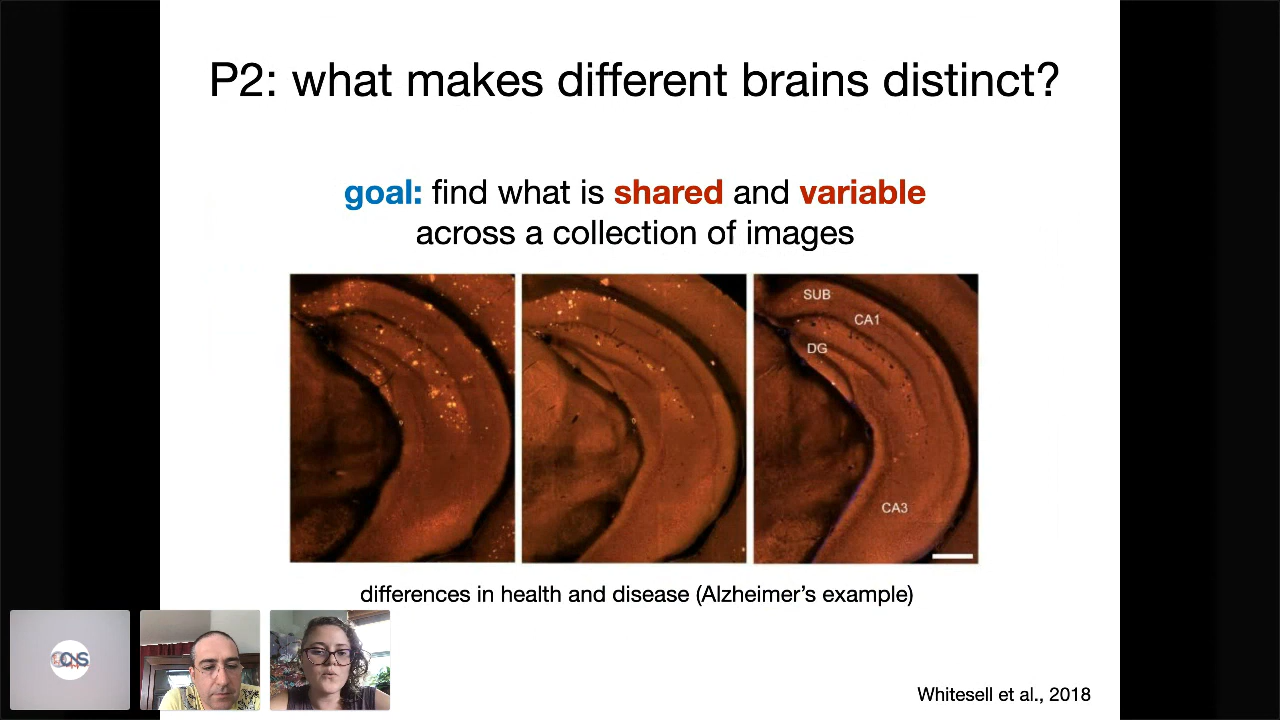 P2: what makes different brains distinct?
goal: find what is shared and variable
across a collection of images
SUB
CA1
DG
CA3
differences in health and disease (Alzheimer's example)
Whitesell et al., 2018